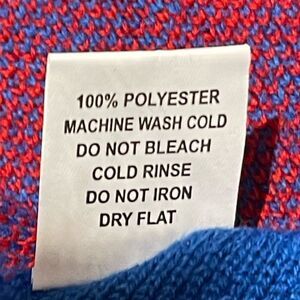 100% POLYESTER
MACHINE WASH COLD
DO NOT BLEACH
COLD RINSE
DO NOT IRON
DRY FLAT